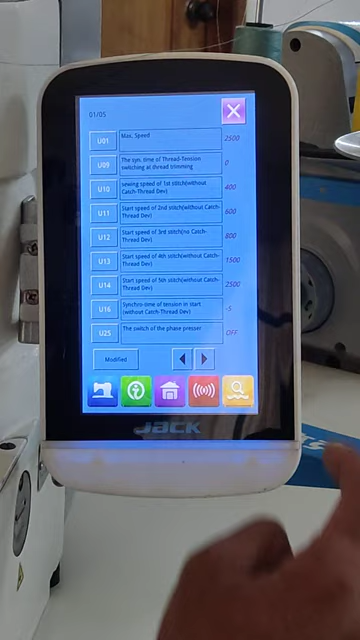 01/05
U01 Max. Speed 2500
U09 The syn. time of Thread-Tension
switching at thread trimming 0
U10 sewing speed of 1st stitch(without
Catch-Thread Dev) 400
U11 Start speed of 2nd stitch(without Catch-
Thread Dev) 600
U12 Start speed of 3rd stitch(no Catch-
Thread Dev) 800
U13 Start speed of 4th stitch(without Catch-
Thread Dev) 1500
U14 Start speed of 5th stitch(without Catch-
Thread Dev) 2500
U16 Synchro-time of tension in start
(without Catch-Thread Dev) -5
U25 The switch of the phase presser OFF
Modified
JACK